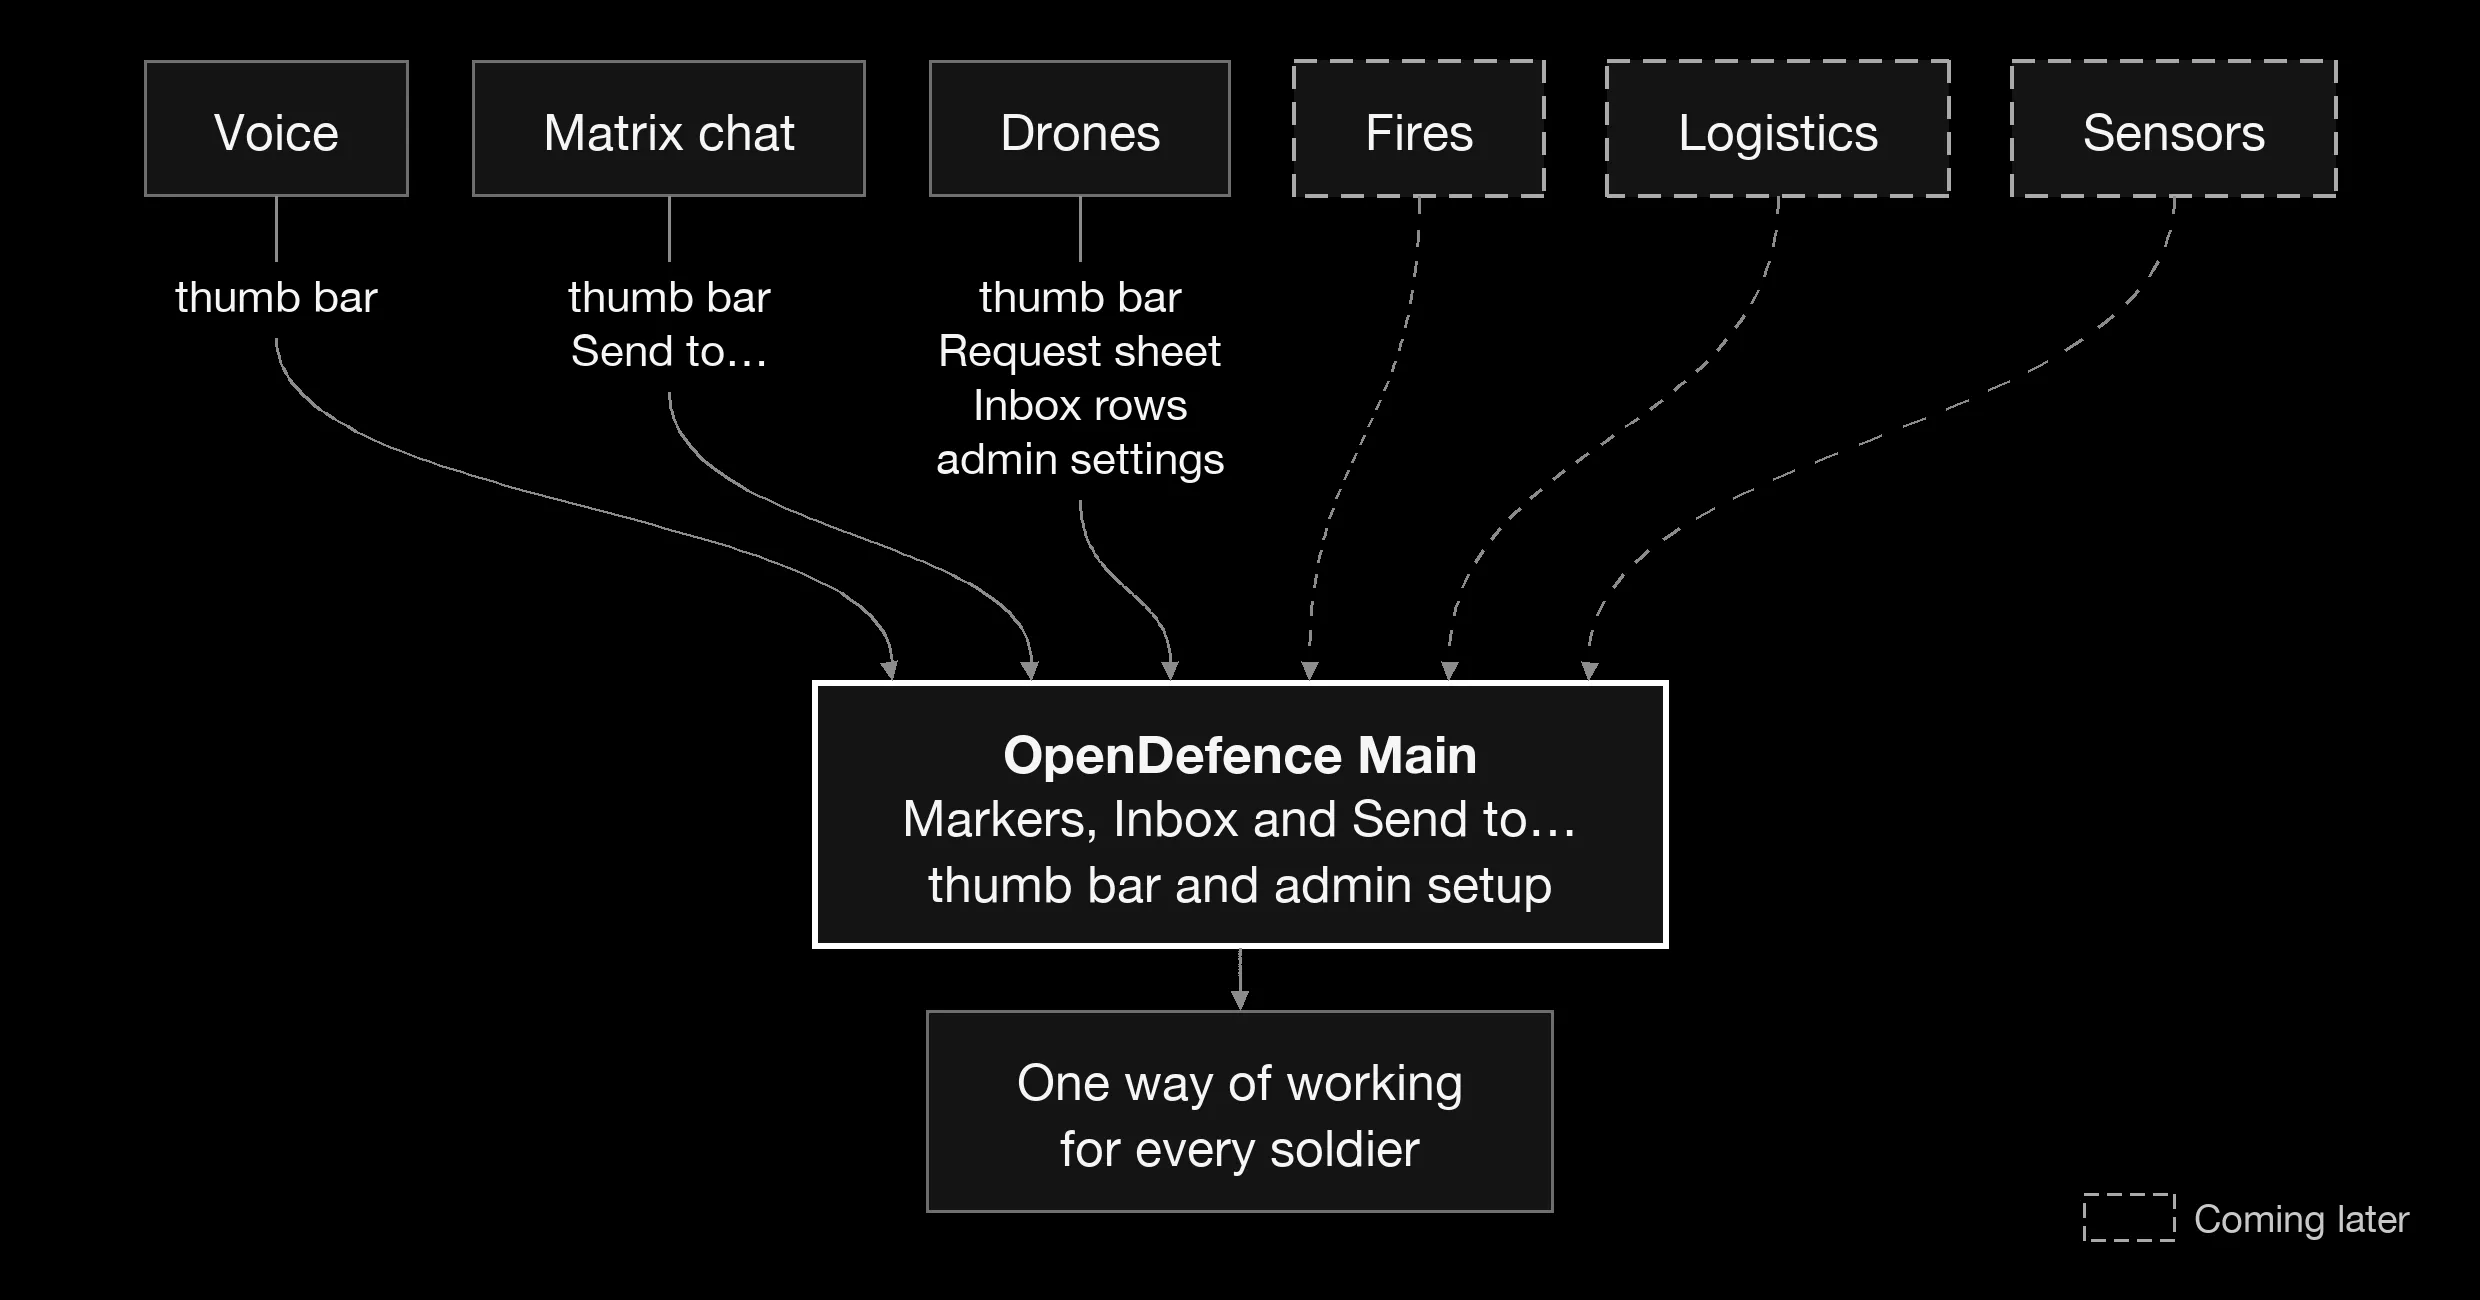 Voice
Matrix chat
Drones
Fires
Logistics
Sensors
thumb bar
thumb bar
Send to…
thumb bar
Request sheet
Inbox rows
admin settings
OpenDefence Main
Markers, Inbox and Send to…
thumb bar and admin setup
One way of working
for every soldier
Coming later